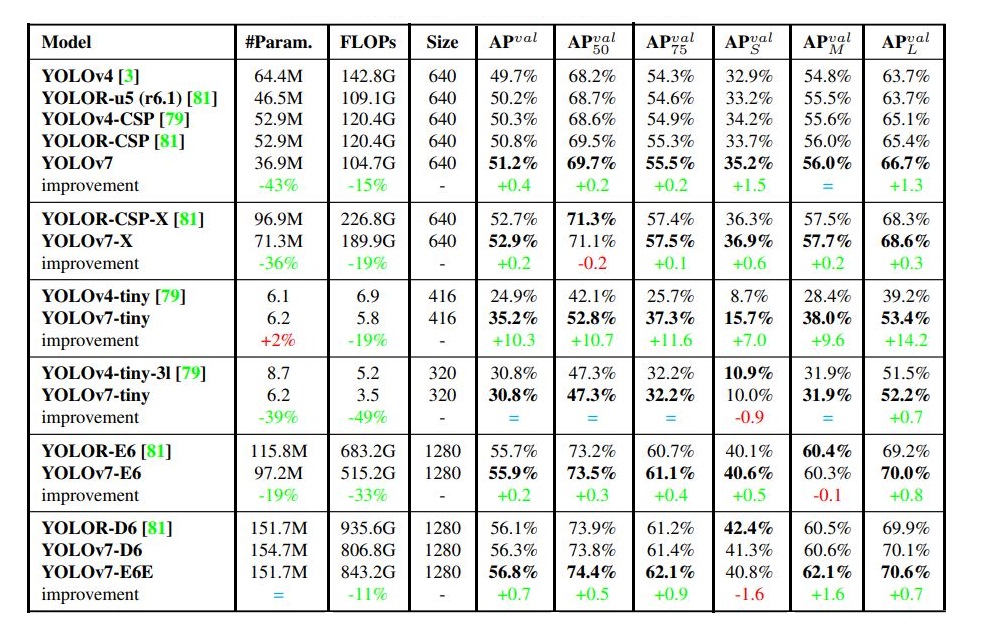 Model #Param. FLOPs Size AP^val AP_50^val AP_75^val AP_S^val AP_M^val AP_L^val
YOLOv4 [3] 64.4M 142.8G 640 49.7% 68.2% 54.3% 32.9% 54.8% 63.7%
YOLOR-u5 (r6.1) [81] 46.5M 109.1G 640 50.2% 68.7% 54.6% 33.2% 55.5% 63.7%
YOLOv4-CSP [79] 52.9M 120.4G 640 50.3% 68.6% 54.9% 34.2% 55.6% 65.1%
YOLOR-CSP [81] 52.9M 120.4G 640 50.8% 69.5% 55.3% 33.7% 56.0% 65.4%
YOLOv7 36.9M 104.7G 640 51.2% 69.7% 55.5% 35.2% 56.0% 66.7%
improvement -43% -15% - +0.4 +0.2 +0.2 +1.5 = +1.3
YOLOR-CSP-X [81] 96.9M 226.8G 640 52.7% 71.3% 57.4% 36.3% 57.5% 68.3%
YOLOv7-X 71.3M 189.9G 640 52.9% 71.1% 57.5% 36.9% 57.7% 68.6%
improvement -36% -19% - +0.2 -0.2 +0.1 +0.6 +0.2 +0.3
YOLOv4-tiny [79] 6.1 6.9 416 24.9% 42.1% 25.7% 8.7% 28.4% 39.2%
YOLOv7-tiny 6.2 5.8 416 35.2% 52.8% 37.3% 15.7% 38.0% 53.4%
improvement +2% -19% - +10.3 +10.7 +11.6 +7.0 +9.6 +14.2
YOLOv4-tiny-3l [79] 8.7 5.2 320 30.8% 47.3% 32.2% 10.9% 31.9% 51.5%
YOLOv7-tiny 6.2 3.5 320 30.8% 47.3% 32.2% 10.0% 31.9% 52.2%
improvement -39% -49% - = = = -0.9 = +0.7
YOLOR-E6 [81] 115.8M 683.2G 1280 55.7% 73.2% 60.7% 40.1% 60.4% 69.2%
YOLOv7-E6 97.2M 515.2G 1280 55.9% 73.5% 61.1% 40.6% 60.3% 70.0%
improvement -19% -33% - +0.2 +0.3 +0.4 +0.5 -0.1 +0.8
YOLOR-D6 [81] 151.7M 935.6G 1280 56.1% 73.9% 61.2% 42.4% 60.5% 69.9%
YOLOv7-D6 154.7M 806.8G 1280 56.3% 73.8% 61.4% 41.3% 60.6% 70.1%
YOLOv7-E6E 151.7M 843.2G 1280 56.8% 74.4% 62.1% 40.8% 62.1% 70.6%
improvement = -11% - +0.7 +0.5 +0.9 -1.6 +1.6 +0.7